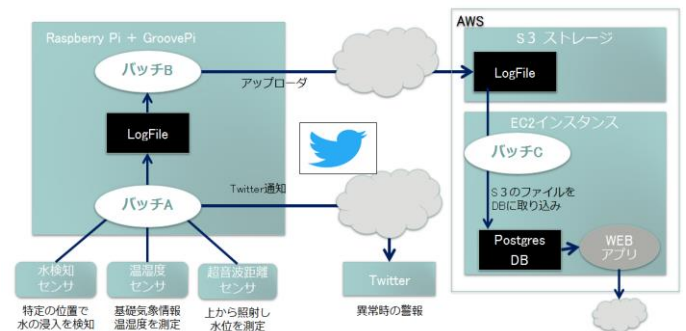 AWS
Raspberry Pi + GroovePi
バッチB
アップローダ
LogFile
Twitter通知
バッチA
水検知
センサ
温湿度
センサ
超音波距離
センサ
特定の位置で
水の浸入を検知
基礎気象情報
温湿度を測定
上から照射し
水位を測定
Twitter
異常時の警報
S3 ストレージ
LogFile
EC2インスタンス
バッチC
S3のファイルを
DBに取り込み
Postgres
DB
WEB
アプリ